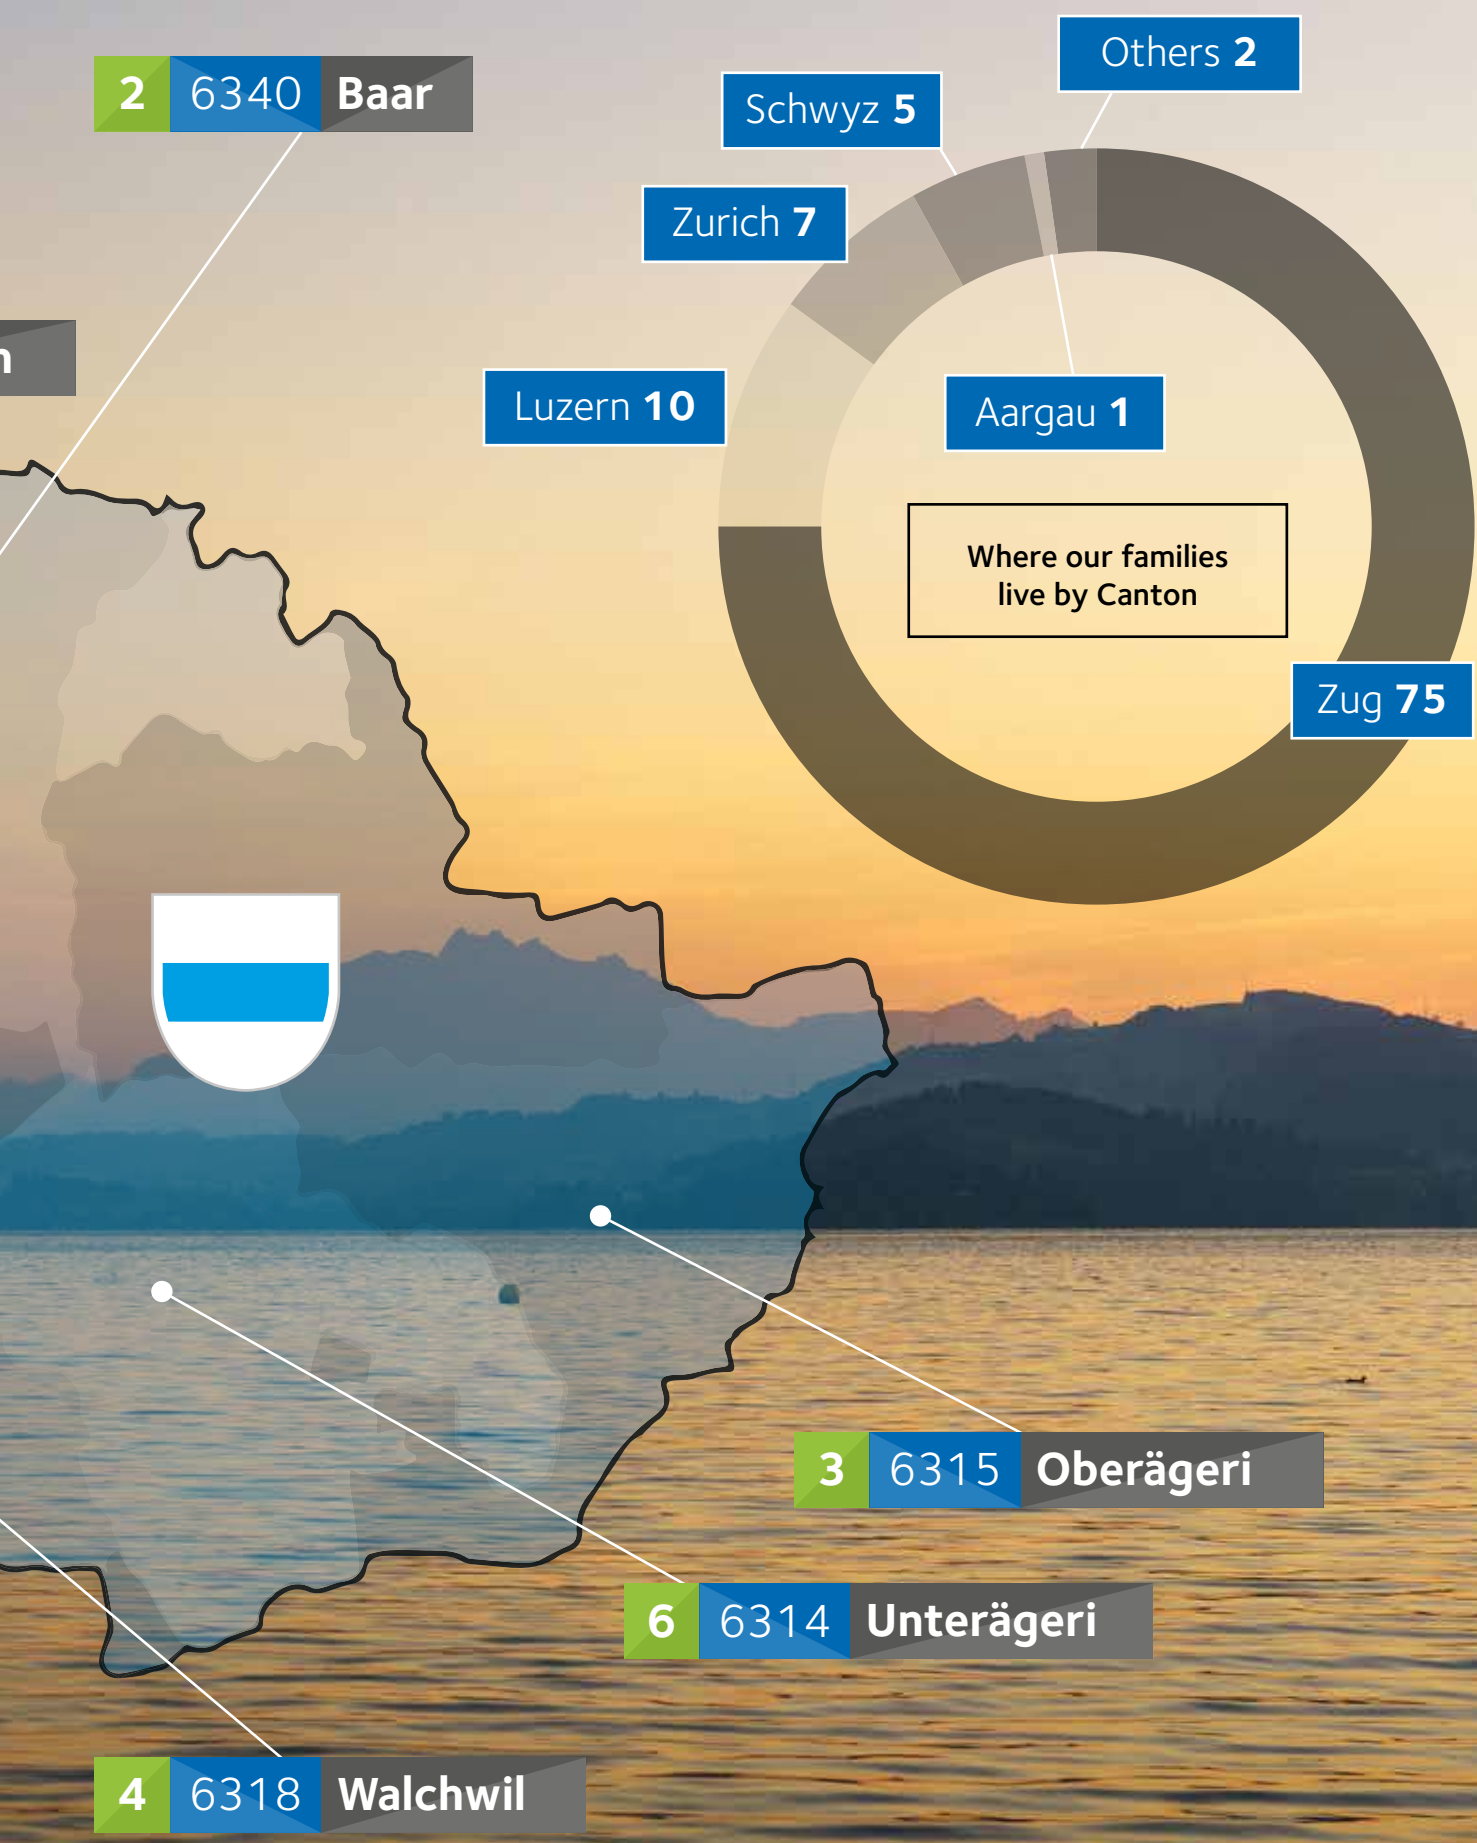 2 6340 Baar
Others 2
Schwyz 5
Zurich 7
Luzern 10
Aargau 1
Where our families
live by Canton
Zug 75
3 6315 Oberägeri
6 6314 Unterägeri
4 6318 Walchwil